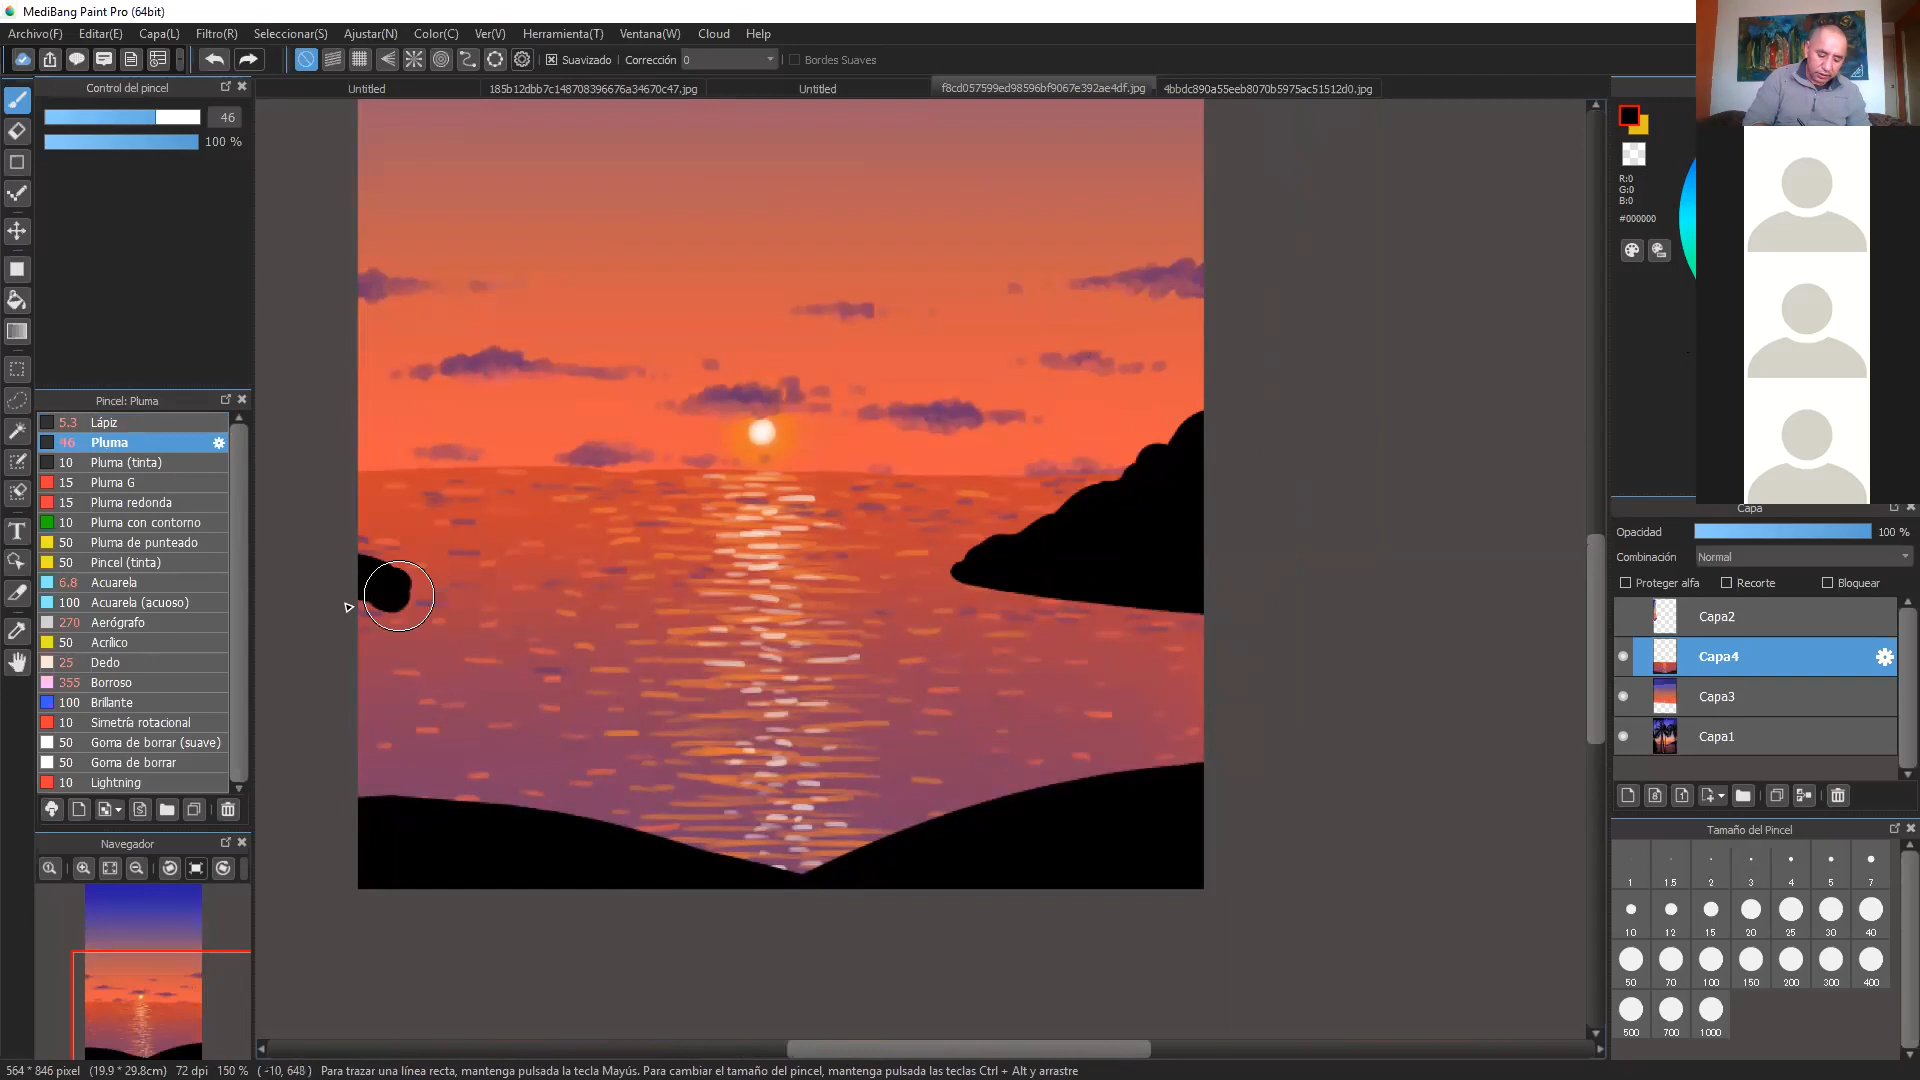 MediBang Paint Pro (64bit)
Archivo(F) Editar(E) Capa(L) Filtro(R) Seleccionar(S) Ajustar(N) Color(C) Ver(V) Herramienta(T) Ventana(W) Cloud Help
Suavizado Corrección 0 Bordes Suaves
Control del pincel
Untitled 185b12dbb7c148708396676a34670c47.jpg Untitled f8cd057599ed98596bf9067e392ae4df.jpg 4bbdc890a55eeb8070b5975ac51512d0.jpg
46
100 %
R:0
G:0
B:0
#000000
Pincel: Pluma
5.3 Lápiz
46 Pluma
10 Pluma (tinta)
15 Pluma G
15 Pluma redonda
10 Pluma con contorno
50 Pluma de punteado
50 Pincel (tinta)
6.8 Acuarela
100 Acuarela (acuoso)
270 Aerógrafo
50 Acrílico
25 Dedo
355 Borroso
100 Brillante
10 Simetría rotacional
50 Goma de borrar (suave)
50 Goma de borrar
10 Lightning
Navegador
Capa
Opacidad 100 %
Combinación Normal
Proteger alfa Recorte Bloquear
Capa2
Capa4
Capa3
Capa1
Tamaño del Pincel
1 1.5 2 3 4 5 7
10 12 15 20 25 30 40
50 70 100 150 200 300 400
500 700 1000
564 * 846 pixel (19.9 * 29.8cm) 72 dpi 150 % ( -10, 648 ) Para trazar una línea recta, mantenga pulsada la tecla Mayús. Para cambiar el tamaño del pincel, mantenga pulsadas las teclas Ctrl + Alt y arrastre